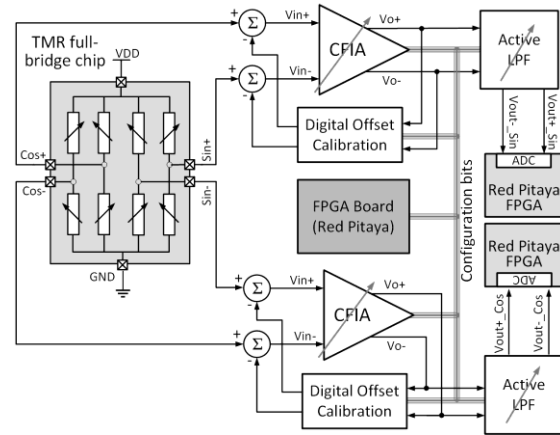 TMR full-
bridge chip
VDD
Cos+
Cos-
Sin+
Sin-
GND
+
-
Σ
+
-
Σ
Vin+
Vin-
CFIA
Vo+
Vo-
Active
LPF
Digital Offset
Calibration
Vout-_Sin
Vout+_Sin
ADC
Red Pitaya
FPGA
FPGA Board
(Red Pitaya)
Configuration bits
Red Pitaya
FPGA
ADC
Vout+_Cos
Vout-_Cos
+
-
Σ
+
-
Σ
Vin+
Vin-
CFIA
Vo+
Vo-
Digital Offset
Calibration
Active
LPF